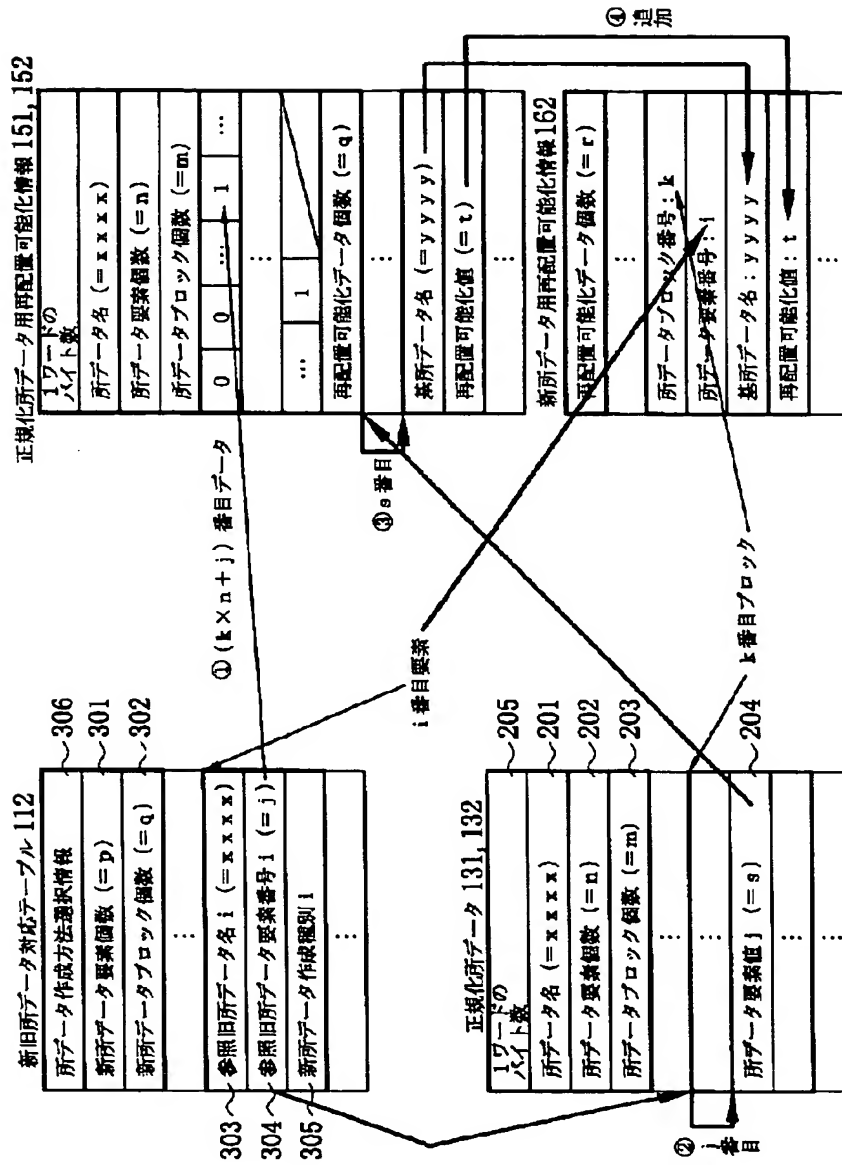 新旧所データ対応テーブル 112
所データ作成方法選択情報
306
新所データ要素個数 (=p)
301
新所データブロック個数 (=q)
302
⋮
303
参照旧所データ名 i (=xxxx)
304
参照旧所データ要素番号 i (=j)
305
新所データ作成種別 i
⋮
正規化所データ 131, 132
1ワードの
バイト数
205
所データ名 (=xxxx)
201
所データ要素個数 (=n)
202
所データブロック個数 (=m)
203
⋮
⋮
所データ要素値 j (=s)
204
⋮
⋮
② j 番目
① (k×n+j) 番目データ
i 番目要素
k 番目ブロック
③ s 番目
正規化所データ用再配置可能化情報 151, 152
1ワードの
バイト数
所データ名 (=xxxx)
所データ要素個数 (=n)
所データブロック個数 (=m)
0 0 … 1 …
⋮
… 1
再配置可能化データ個数 (=q)
⋮
基所データ名 (=yyyy)
再配置可能化値 (=t)
⋮
新所データ用再配置可能化情報 162
再配置可能化データ個数 (=r)
⋮
所データブロック番号 : k
所データ要素番号 : i
基所データ名 : yyyy
再配置可能化値 : t
⋮
④ 追加